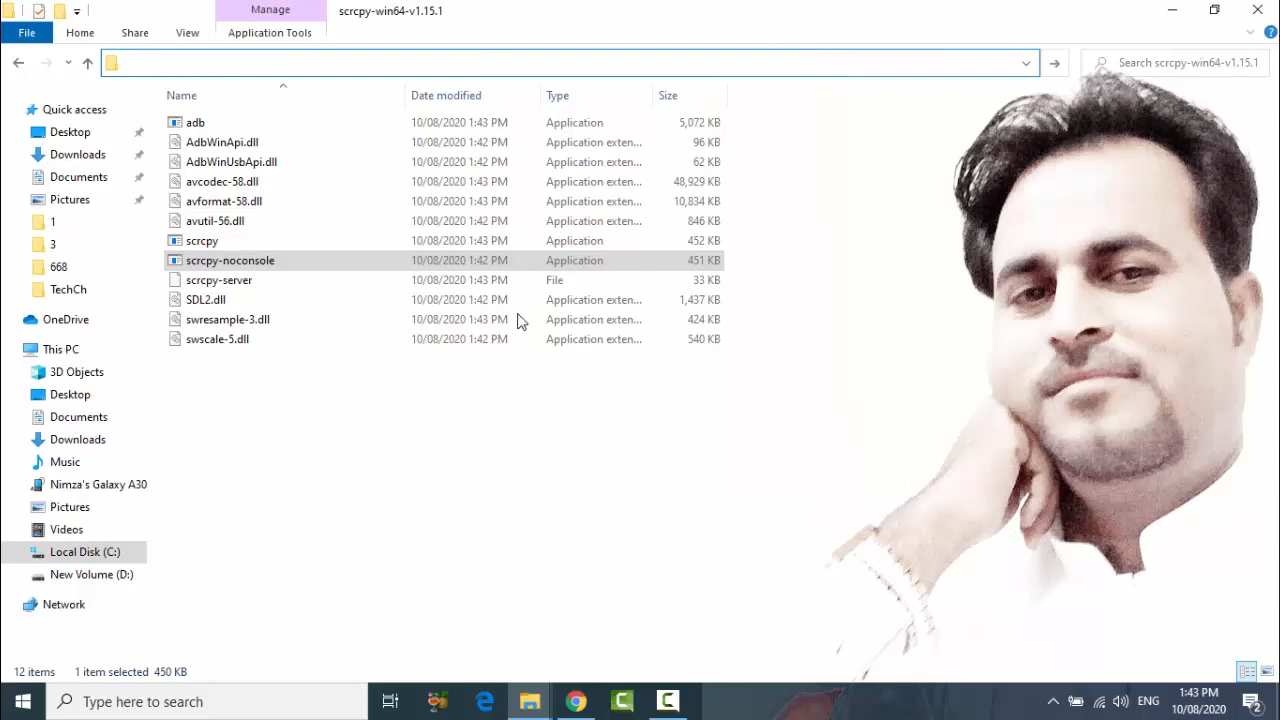 Manage
scrcpy-win64-v1.15.1
File Home Share View Application Tools
Search scrcpy-win64-v1.15.1
Name Date modified Type Size
Quick access
Desktop
Downloads
Documents
Pictures
1
3
668
TechCh
OneDrive
This PC
3D Objects
Desktop
Documents
Downloads
Music
Nimza's Galaxy A30
Pictures
Videos
Local Disk (C:)
New Volume (D:)
Network
adb 10/08/2020 1:43 PM Application 5,072 KB
AdbWinApi.dll 10/08/2020 1:42 PM Application exten... 96 KB
AdbWinUsbApi.dll 10/08/2020 1:42 PM Application exten... 62 KB
avcodec-58.dll 10/08/2020 1:43 PM Application exten... 48,929 KB
avformat-58.dll 10/08/2020 1:43 PM Application exten... 10,834 KB
avutil-56.dll 10/08/2020 1:42 PM Application exten... 846 KB
scrcpy 10/08/2020 1:43 PM Application 452 KB
scrcpy-noconsole 10/08/2020 1:42 PM Application 451 KB
scrcpy-server 10/08/2020 1:43 PM File 33 KB
SDL2.dll 10/08/2020 1:42 PM Application exten... 1,437 KB
swresample-3.dll 10/08/2020 1:43 PM Application exten... 424 KB
swscale-5.dll 10/08/2020 1:42 PM Application exten... 540 KB
12 items 1 item selected 450 KB
Type here to search
ENG
1:43 PM
10/08/2020
2